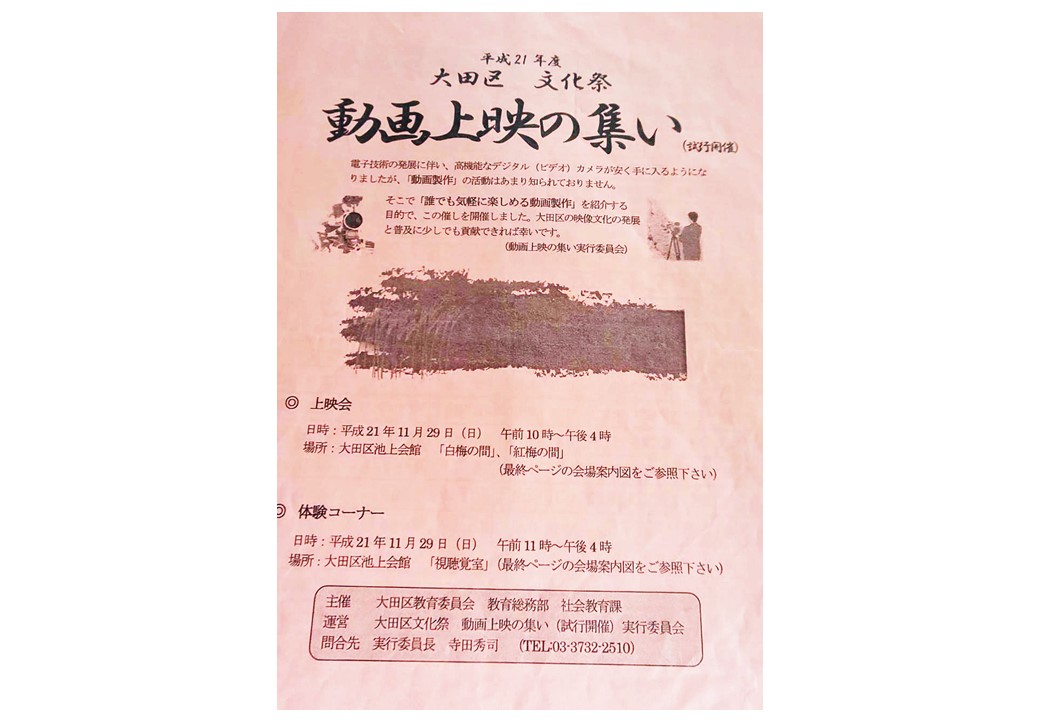 平成21年度
大田区　文化祭
動画上映の集い（試行開催）
電子技術の発展に伴い、高機能なデジタル（ビデオ）カメラが安く手に入るようにな
りましたが、「動画製作」の活動はあまり知られておりません。
そこで「誰でも気軽に楽しめる動画製作」を紹介する
目的で、この催しを開催しました。大田区の映像文化の発展
と普及に少しでも貢献できれば幸いです。
（動画上映の集い実行委員会）
◎　上映会
日時：平成21年11月29日（日）　午前10時～午後4時
場所：大田区池上会館　「白梅の間」、「紅梅の間」
（最終ページの会場案内図をご参照下さい）
◎　体験コーナー
日時：平成21年11月29日（日）　午前11時～午後4時
場所：大田区池上会館　「視聴覚室」（最終ページの会場案内図をご参照下さい）
主催　大田区教育委員会　教育総務部　社会教育課
運営　大田区文化祭　動画上映の集い（試行開催）実行委員会
問合先　実行委員長　寺田秀司　（TEL:03-3732-2510）